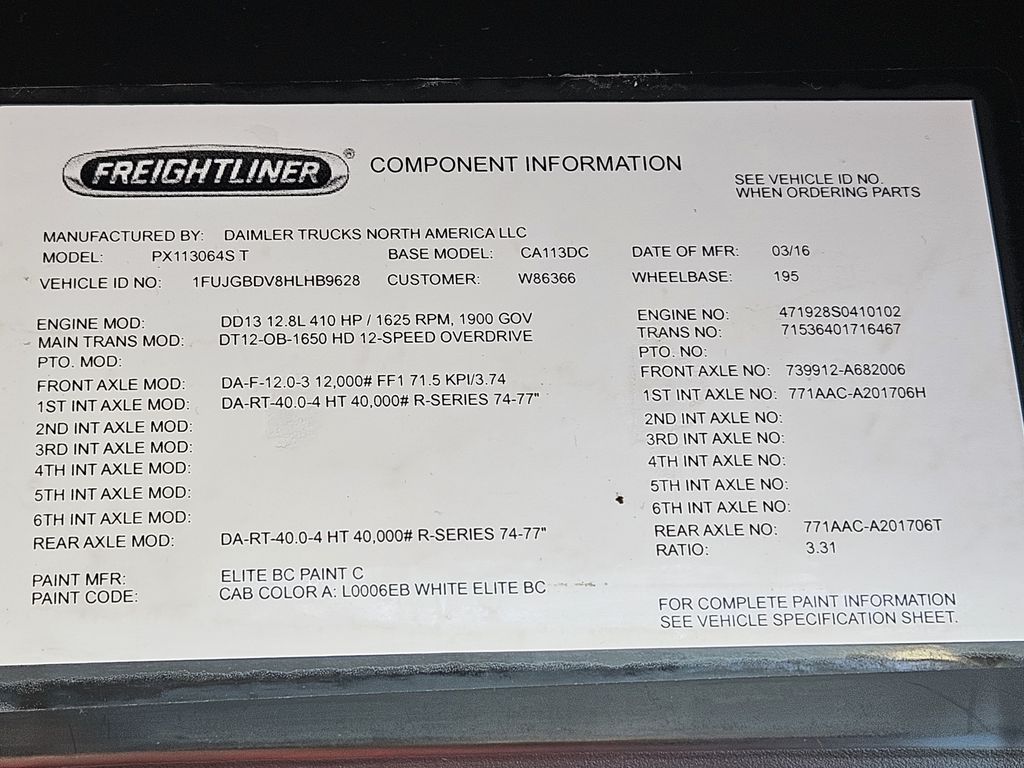 FREIGHTLINER® COMPONENT INFORMATION
SEE VEHICLE ID NO.
WHEN ORDERING PARTS
MANUFACTURED BY: DAIMLER TRUCKS NORTH AMERICA LLC
MODEL: PX113064S T BASE MODEL: CA113DC DATE OF MFR: 03/16
VEHICLE ID NO: 1FUJGBDV8HLHB9628 CUSTOMER: W86366 WHEELBASE: 195
ENGINE MOD: DD13 12.8L 410 HP / 1625 RPM, 1900 GOV ENGINE NO: 471928S0410102
MAIN TRANS MOD: DT12-OB-1650 HD 12-SPEED OVERDRIVE TRANS NO: 71536401716467
PTO. MOD: PTO. NO:
FRONT AXLE MOD: DA-F-12.0-3 12,000# FF1 71.5 KPI/3.74 FRONT AXLE NO: 739912-A682006
1ST INT AXLE MOD: DA-RT-40.0-4 HT 40,000# R-SERIES 74-77" 1ST INT AXLE NO: 771AAC-A201706H
2ND INT AXLE MOD: 2ND INT AXLE NO:
3RD INT AXLE MOD: 3RD INT AXLE NO:
4TH INT AXLE MOD: 4TH INT AXLE NO:
5TH INT AXLE MOD: 5TH INT AXLE NO:
6TH INT AXLE MOD: 6TH INT AXLE NO:
REAR AXLE MOD: DA-RT-40.0-4 HT 40,000# R-SERIES 74-77" REAR AXLE NO: 771AAC-A201706T
RATIO: 3.31
PAINT MFR: ELITE BC PAINT C
PAINT CODE: CAB COLOR A: L0006EB WHITE ELITE BC
FOR COMPLETE PAINT INFORMATION
SEE VEHICLE SPECIFICATION SHEET.